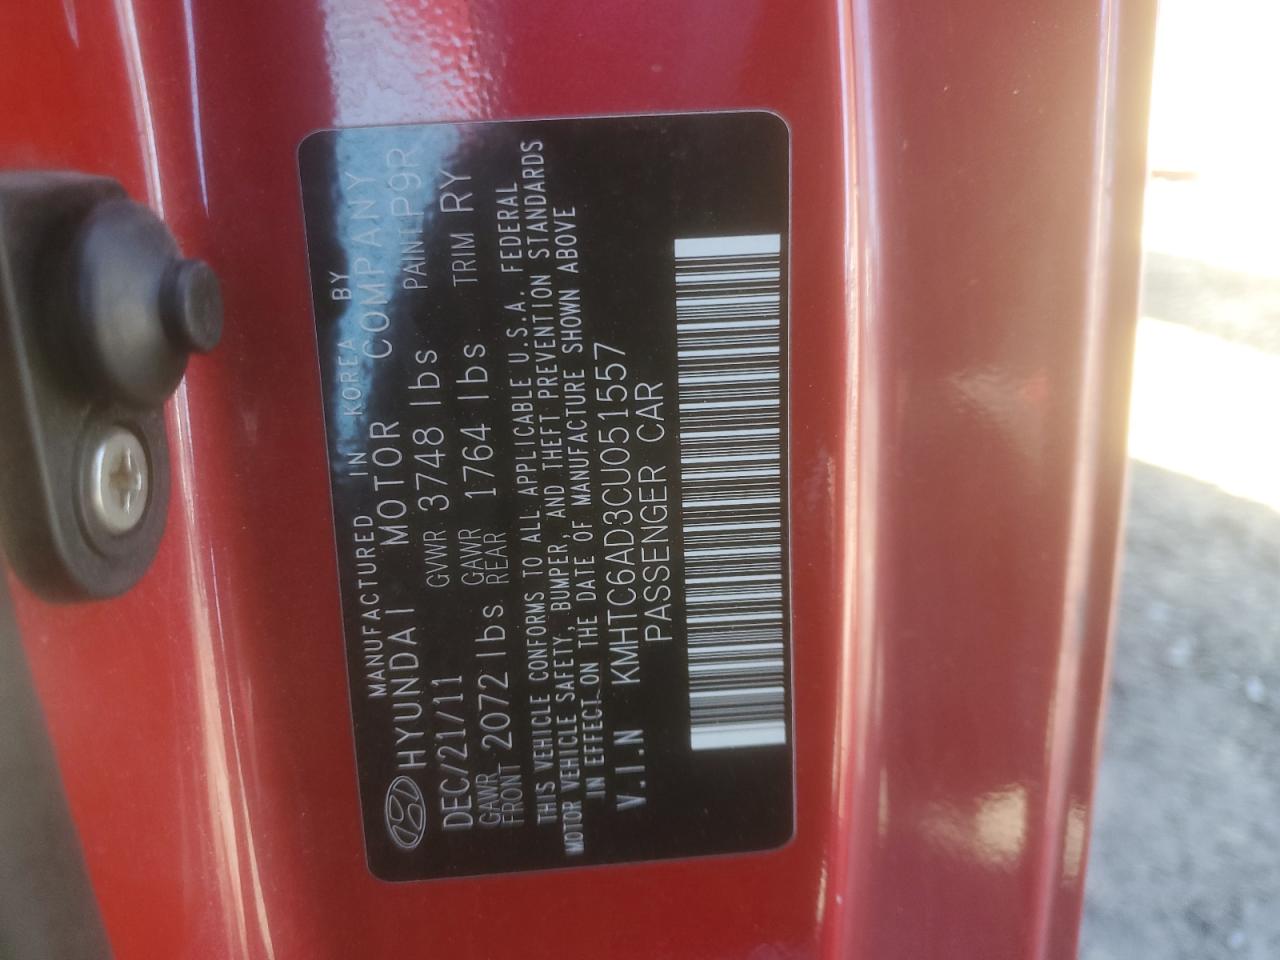 MANUFACTURED IN KOREA BY
HYUNDAI MOTOR COMPANY
DEC/21/11 GVWR 3748 lbs PAINT P9R
GAWR FRONT 2072 lbs GAWR REAR 1764 lbs TRIM RY
THIS VEHICLE CONFORMS TO ALL APPLICABLE U.S.A. FEDERAL
MOTOR VEHICLE SAFETY, BUMPER, AND THEFT PREVENTION STANDARDS
IN EFFECT ON THE DATE OF MANUFACTURE SHOWN ABOVE
V.I.N KMHTC6AD3CU051557
PASSENGER CAR